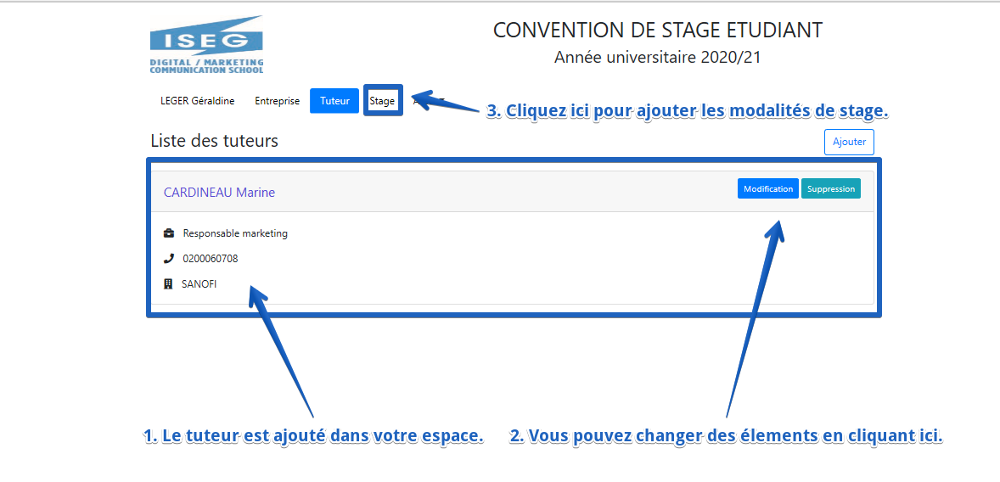 ISEG
DIGITAL / MARKETING
COMMUNICATION SCHOOL
CONVENTION DE STAGE ETUDIANT
Année universitaire 2020/21
LEGER Géraldine Entreprise Tuteur Stage
3. Cliquez ici pour ajouter les modalités de stage.
Liste des tuteurs
Ajouter
CARDINEAU Marine
Modification Suppression
Responsable marketing
0200060708
SANOFI
1. Le tuteur est ajouté dans votre espace.
2. Vous pouvez changer des élements en cliquant ici.